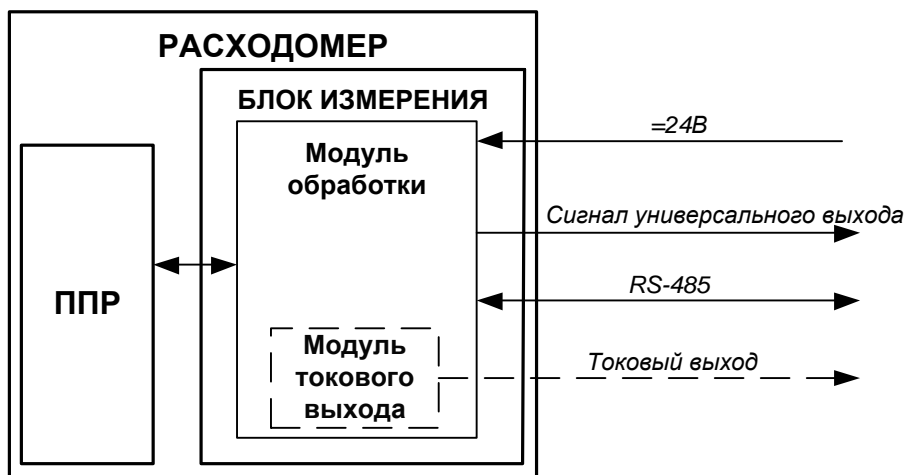 РАСХОДОМЕР
БЛОК ИЗМЕРЕНИЯ
Модуль
обработки
ППР
Модуль
токового
выхода
=24В
Сигнал универсального выхода
RS-485
Токовый выход